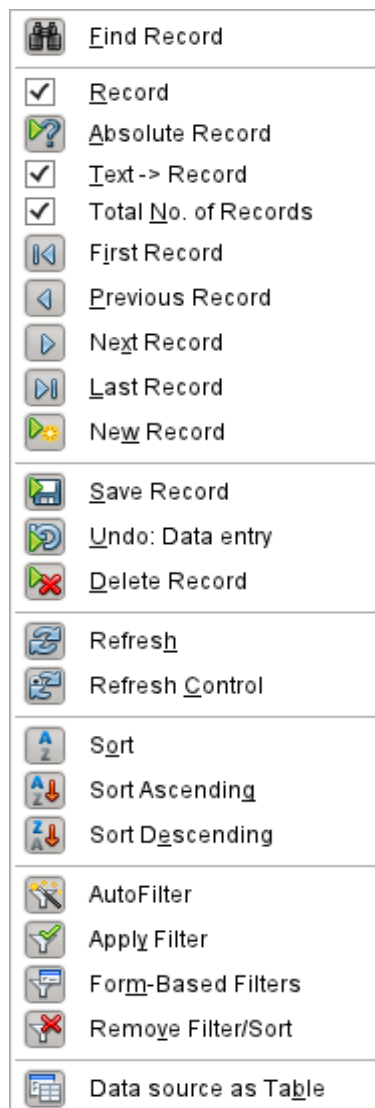 Find Record
Record
Absolute Record
Text -> Record
Total No. of Records
First Record
Previous Record
Next Record
Last Record
New Record
Save Record
Undo: Data entry
Delete Record
Refresh
Refresh Control
Sort
Sort Ascending
Sort Descending
AutoFilter
Apply Filter
Form-Based Filters
Remove Filter/Sort
Data source as Table